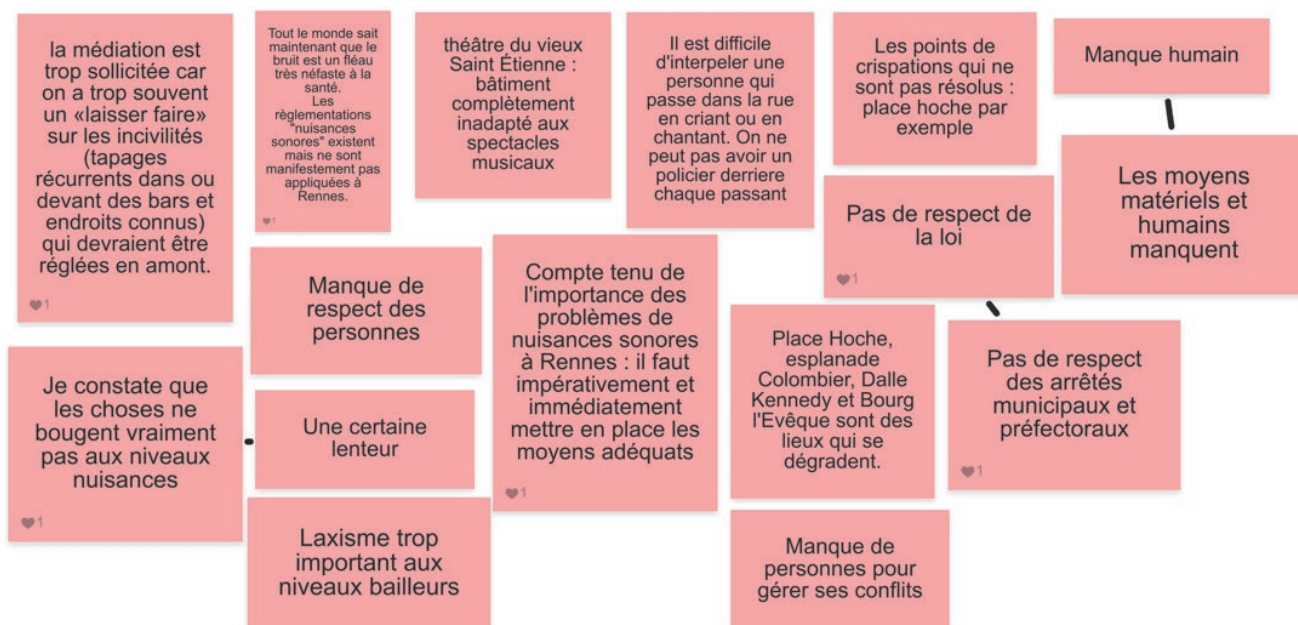 la médiation est
trop sollicitée car
on a trop souvent
un «laisser faire»
sur les incivilités
(tapages
récurrents dans ou
devant des bars et
endroits connus)
qui devraient être
réglées en amont.
1
Tout le monde sait
maintenant que le
bruit est un fléau
très néfaste à la
santé.
Les
règlementations
"nuisances
sonores" existent
mais ne sont
manifestement pas
appliquées à
Rennes.
1
théâtre du vieux
Saint Étienne :
bâtiment
complètement
inadapté aux
spectacles
musicaux
Il est difficile
d'interpeler une
personne qui
passe dans la rue
en criant ou en
chantant. On ne
peut pas avoir un
policier derriere
chaque passant
Les points de
crispations qui ne
sont pas résolus :
place hoche par
exemple
Manque humain
Les moyens
matériels et
humains
manquent
Pas de respect de
la loi
1
Manque de
respect des
personnes
Compte tenu de
l'importance des
problèmes de
nuisances sonores
à Rennes : il faut
impérativement et
immédiatement
mettre en place les
moyens adéquats
1
Place Hoche,
esplanade
Colombier, Dalle
Kennedy et Bourg
l'Evêque sont des
lieux qui se
dégradent.
Pas de respect
des arrêtés
municipaux et
préfectoraux
1
Je constate que
les choses ne
bougent vraiment
pas aux niveaux
nuisances
1
Une certaine
lenteur
Laxisme trop
important aux
niveaux bailleurs
Manque de
personnes pour
gérer ses conflits